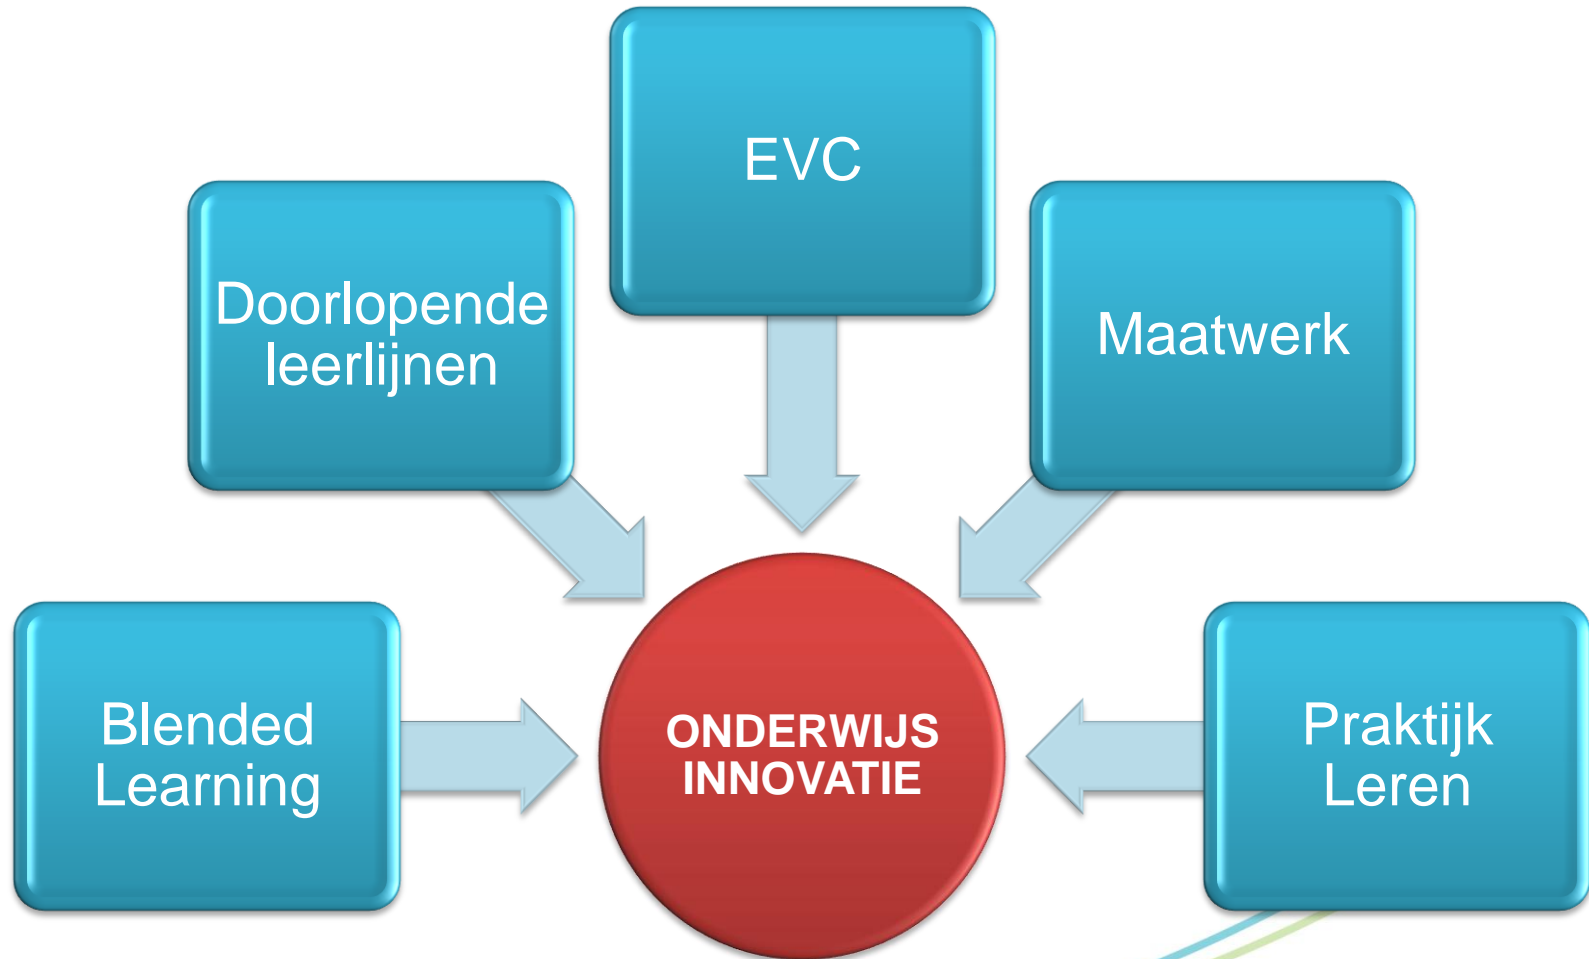 EVC
Doorlopende
leerlijnen
Maatwerk
Blended
Learning
ONDERWIJS
INNOVATIE
Praktijk
Leren